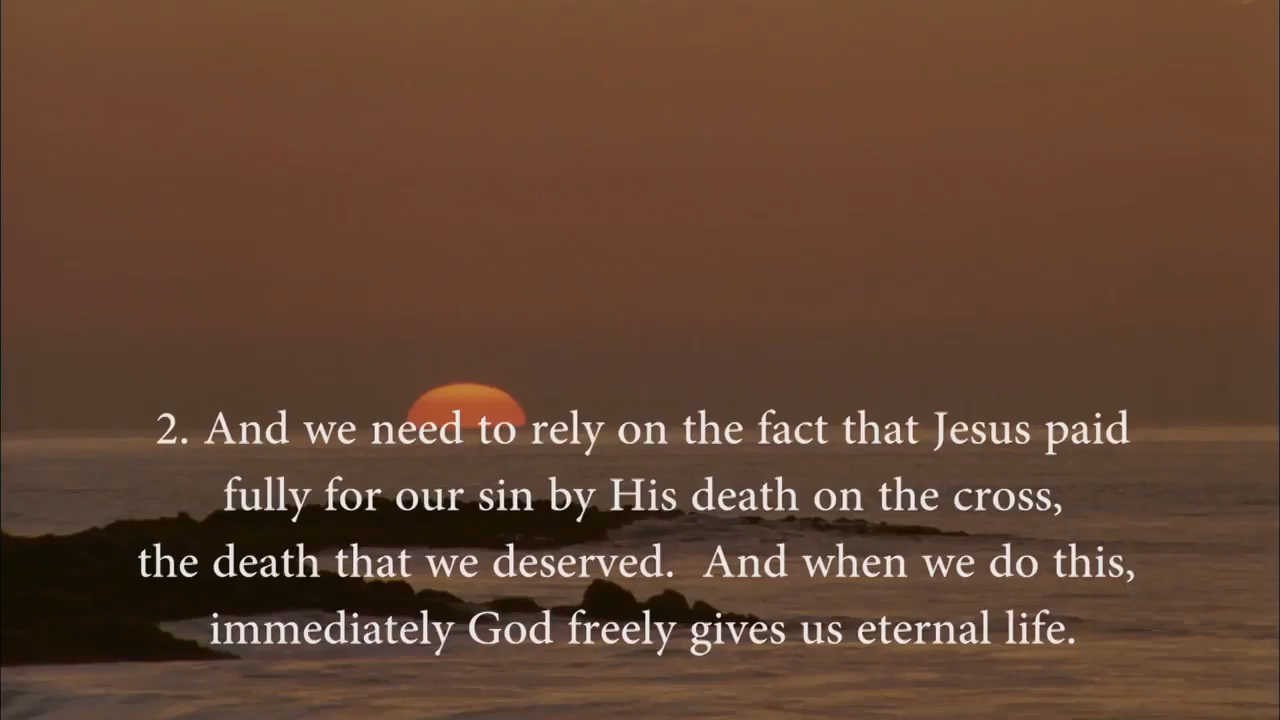 2. And we need to rely on the fact that Jesus paid
fully for our sin by His death on the cross,
the death that we deserved.  And when we do this,
immediately God freely gives us eternal life.